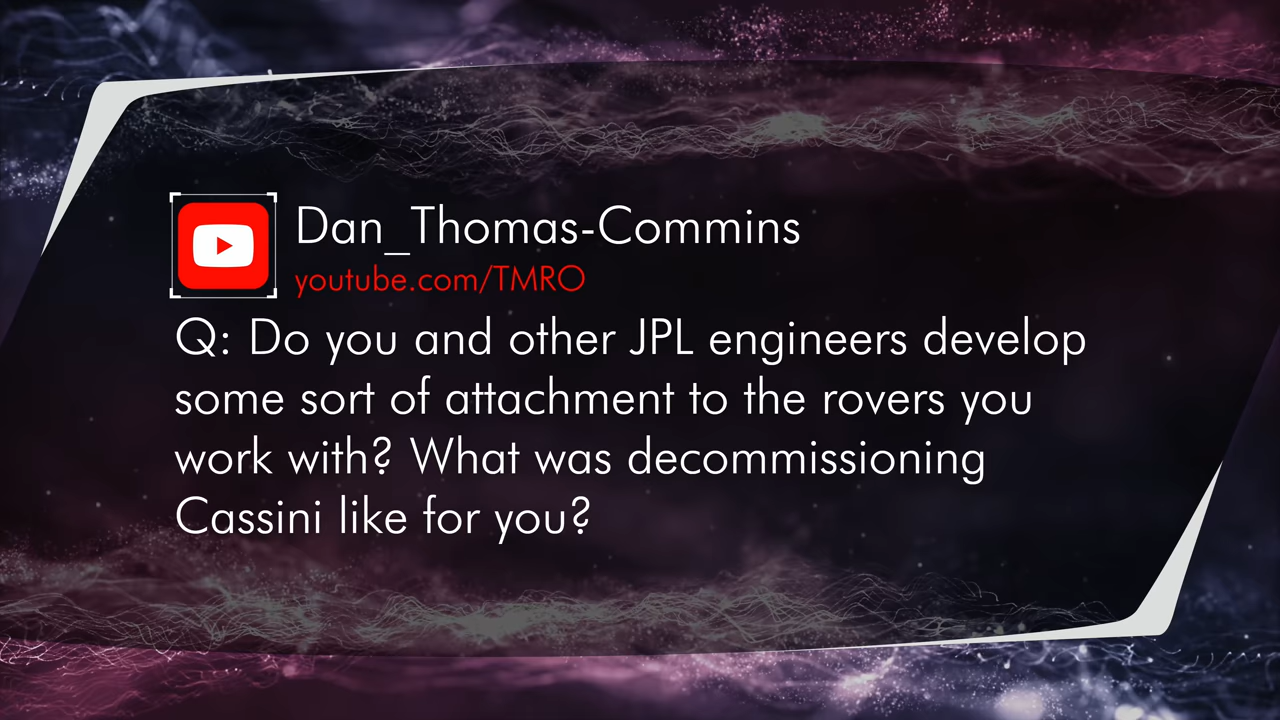 Dan_Thomas-Commins
youtube.com/TMRO
Q: Do you and other JPL engineers develop
some sort of attachment to the rovers you
work with? What was decommissioning
Cassini like for you?